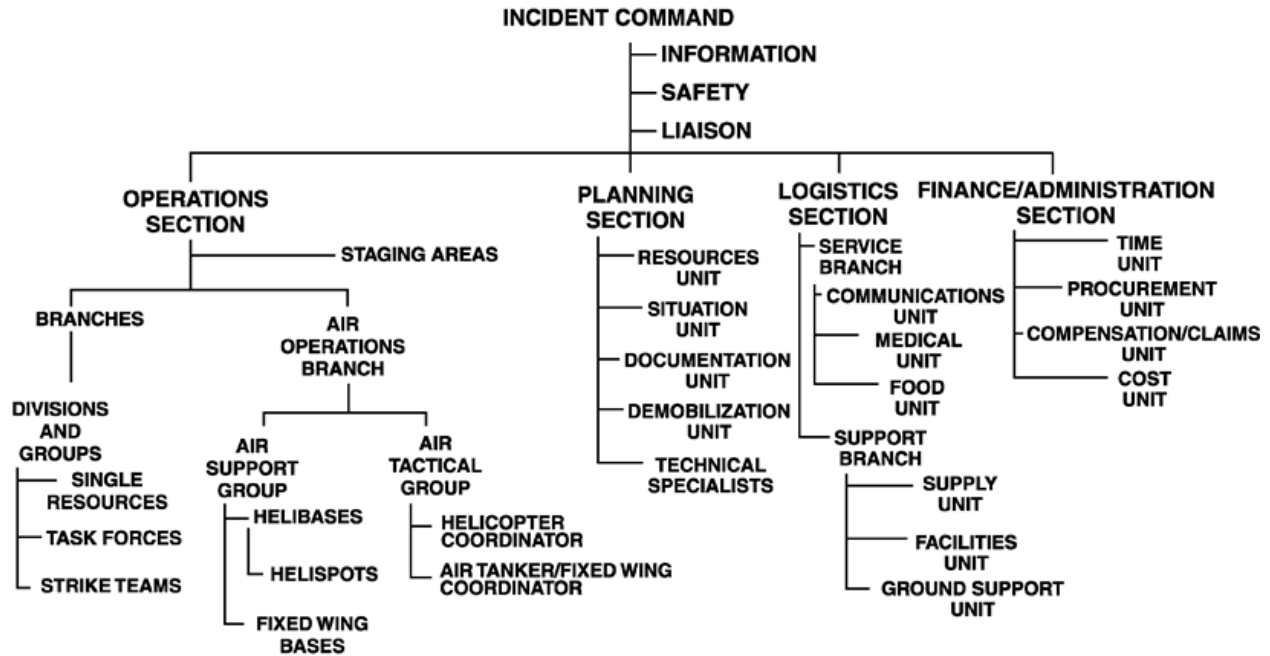 INCIDENT COMMAND
INFORMATION
SAFETY
LIAISON
OPERATIONS
SECTION
STAGING AREAS
BRANCHES
DIVISIONS
AND
GROUPS
SINGLE
RESOURCES
TASK FORCES
STRIKE TEAMS
AIR
OPERATIONS
BRANCH
AIR
SUPPORT
GROUP
HELIBASES
HELISPOTS
FIXED WING
BASES
AIR
TACTICAL
GROUP
HELICOPTER
COORDINATOR
AIR TANKER/FIXED WING
COORDINATOR
PLANNING
SECTION
RESOURCES
UNIT
SITUATION
UNIT
DOCUMENTATION
UNIT
DEMOBILIZATION
UNIT
TECHNICAL
SPECIALISTS
LOGISTICS
SECTION
SERVICE
BRANCH
COMMUNICATIONS
UNIT
MEDICAL
UNIT
FOOD
UNIT
SUPPORT
BRANCH
SUPPLY
UNIT
FACILITIES
UNIT
GROUND SUPPORT
UNIT
FINANCE/ADMINISTRATION
SECTION
TIME
UNIT
PROCUREMENT
UNIT
COMPENSATION/CLAIMS
UNIT
COST
UNIT